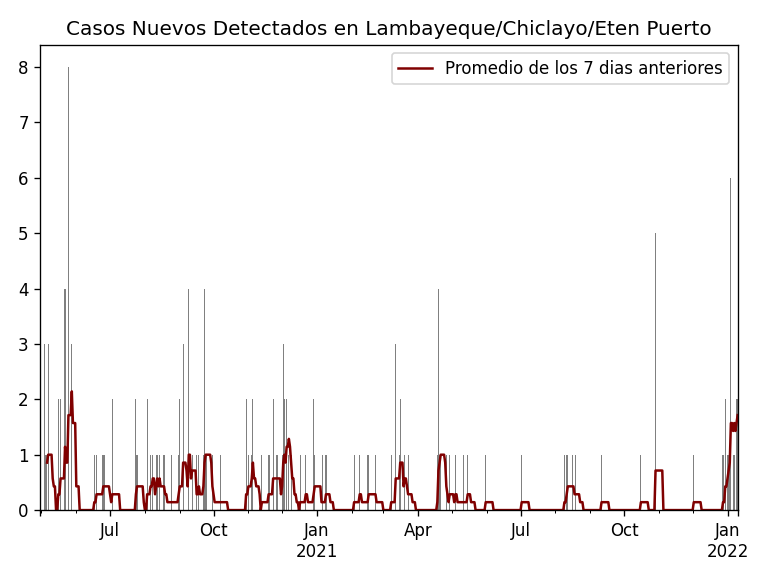 Casos Nuevos Detectados en Lambayeque/Chiclayo/Eten Puerto
Promedio de los 7 dias anteriores
8
7
6
5
4
3
2
1
0
Jul
Oct
Jan
2021
Apr
Jul
Oct
Jan
2022